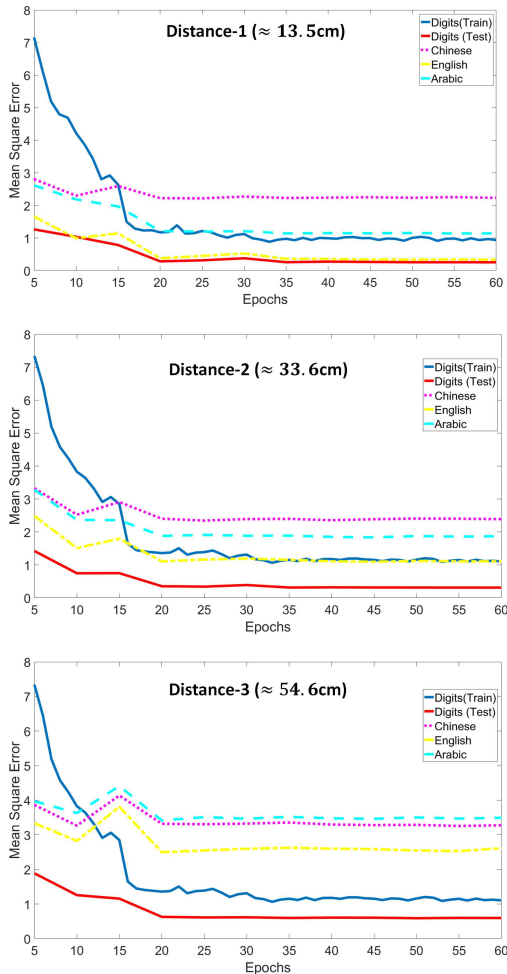 Distance-1 (≈ 13.5cm)
Digits(Train)
Digits (Test)
Chinese
English
Arabic
Mean Square Error
8
7
6
5
4
3
2
1
0
5 10 15 20 25 30 35 40 45 50 55 60
Epochs
Distance-2 (≈ 33.6cm)
Digits(Train)
Digits (Test)
Chinese
English
Arabic
Mean Square Error
8
7
6
5
4
3
2
1
0
5 10 15 20 25 30 35 40 45 50 55 60
Epochs
Distance-3 (≈ 54.6cm)
Digits(Train)
Digits (Test)
Chinese
English
Arabic
Mean Square Error
8
7
6
5
4
3
2
1
0
5 10 15 20 25 30 35 40 45 50 55 60
Epochs